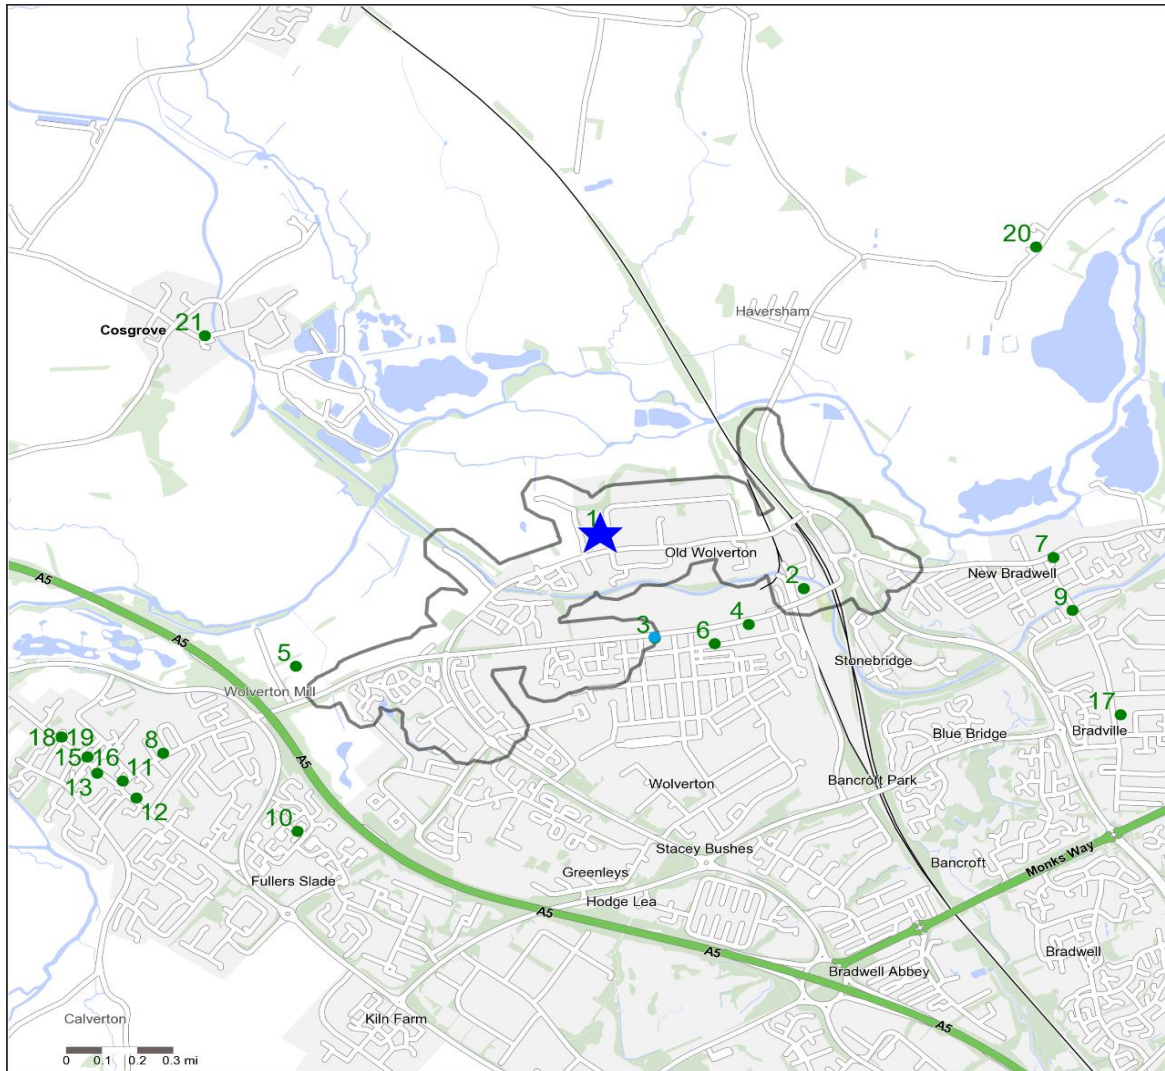 20
Haversham
Cosgrove
21
1
Old Wolverton
7
New Bradwell
A5
2
9
4
3
6
A5
5
Stonebridge
Wolverton Mill
17
Bradville
Blue Bridge
18 19
8
15 16
11
A5
13
12
Wolverton
Bancroft Park
10
Stacey Bushes
Bancroft
Monks Way
Greenleys
Fullers Slade
Hodge Lea
A5
A5
Bradwell
Bradwell Abbey
Calverton
Kiln Farm
A5
0 0.1 0.2 0.3 mi